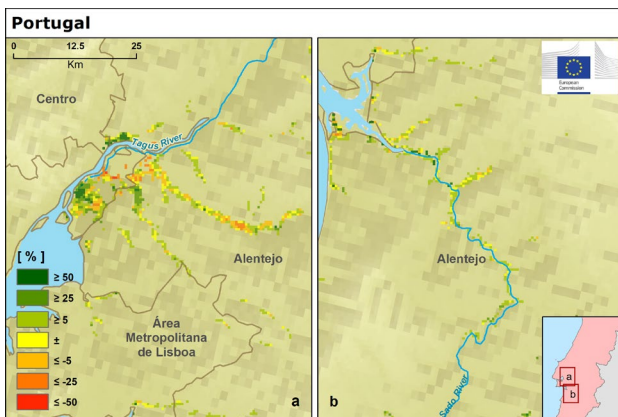 Portugal
0 12.5 25
Km
Centro
Tagus River
Alentejo
Área
Metropolitana
de Lisboa
[ % ]
≥ 50
≥ 25
≥ 5
±
≤ -5
≤ -25
≤ -50
a
European
Commission
Alentejo
Sado River
b
a
b